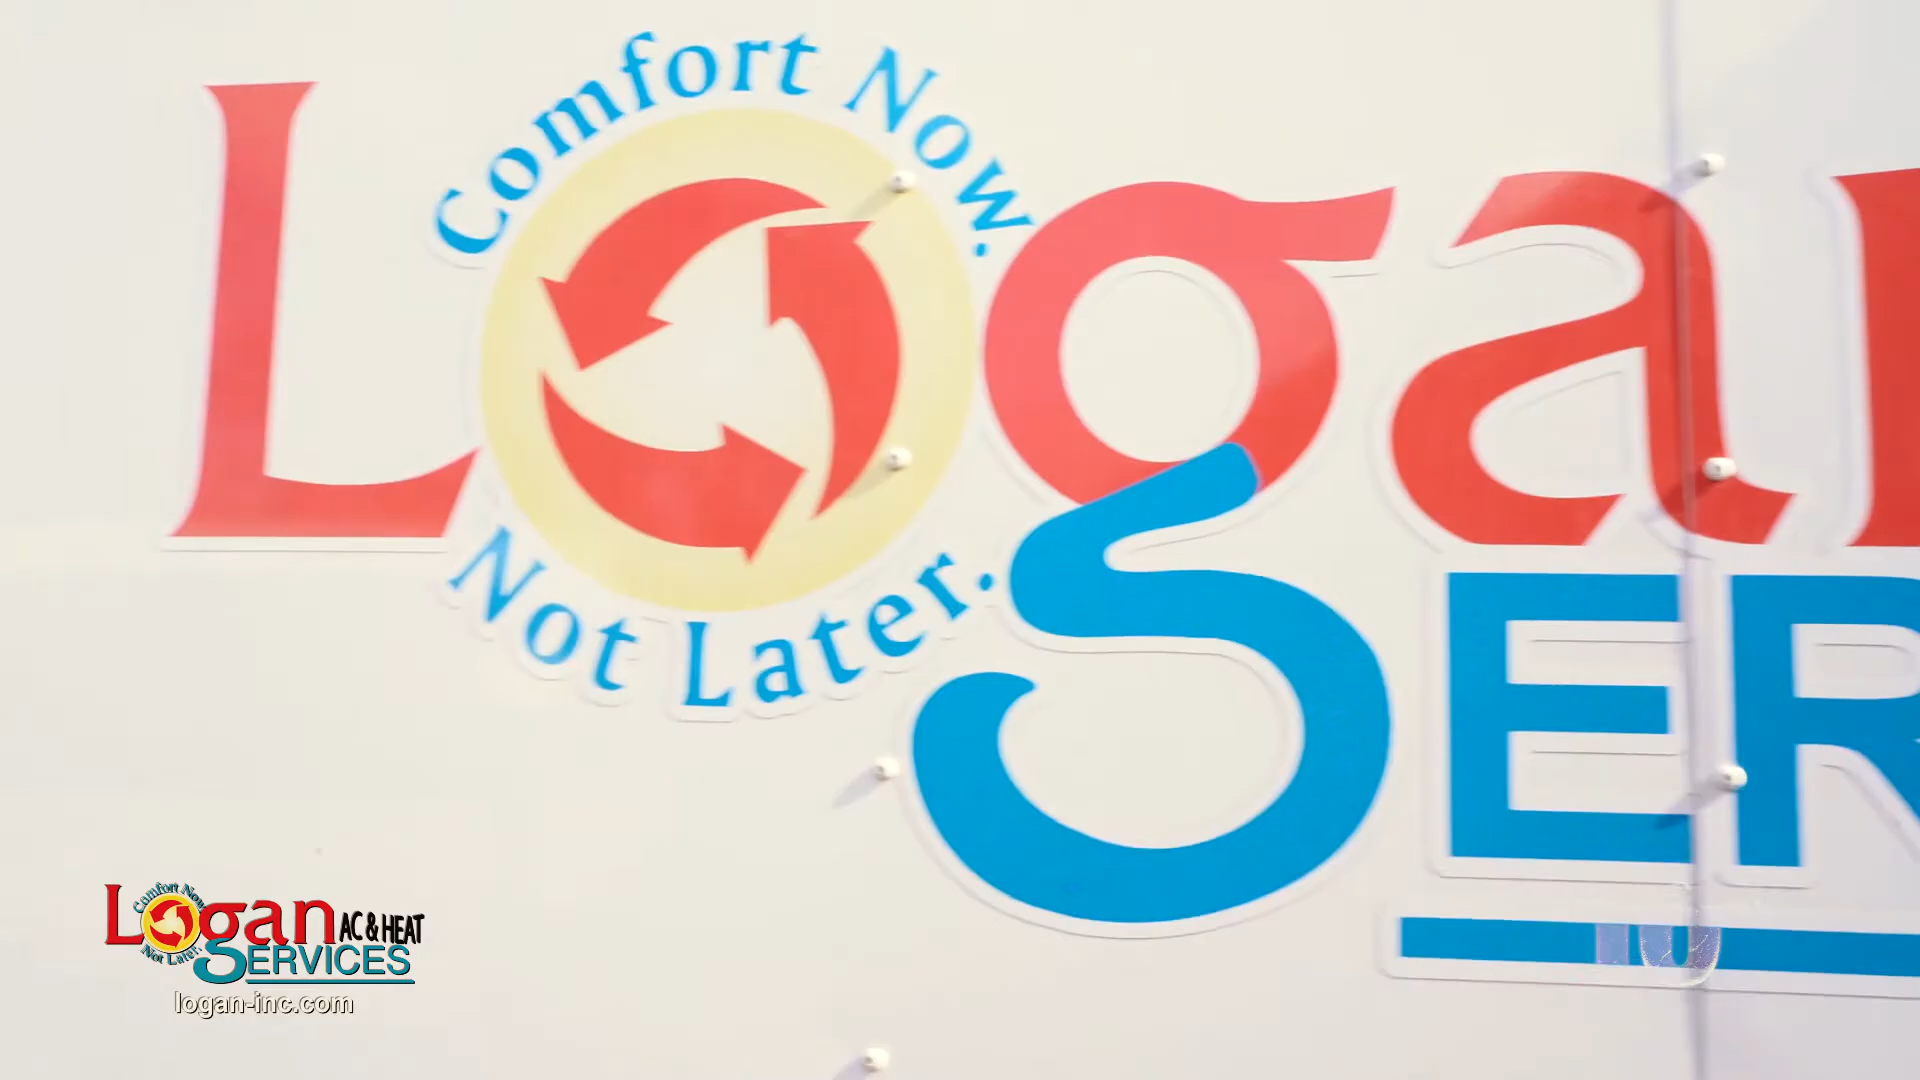 Comfort Now.
Logan
Not Later.
SER
Comfort Now.
Logan AC & HEAT
Not Later.
SERVICES
logan-inc.com